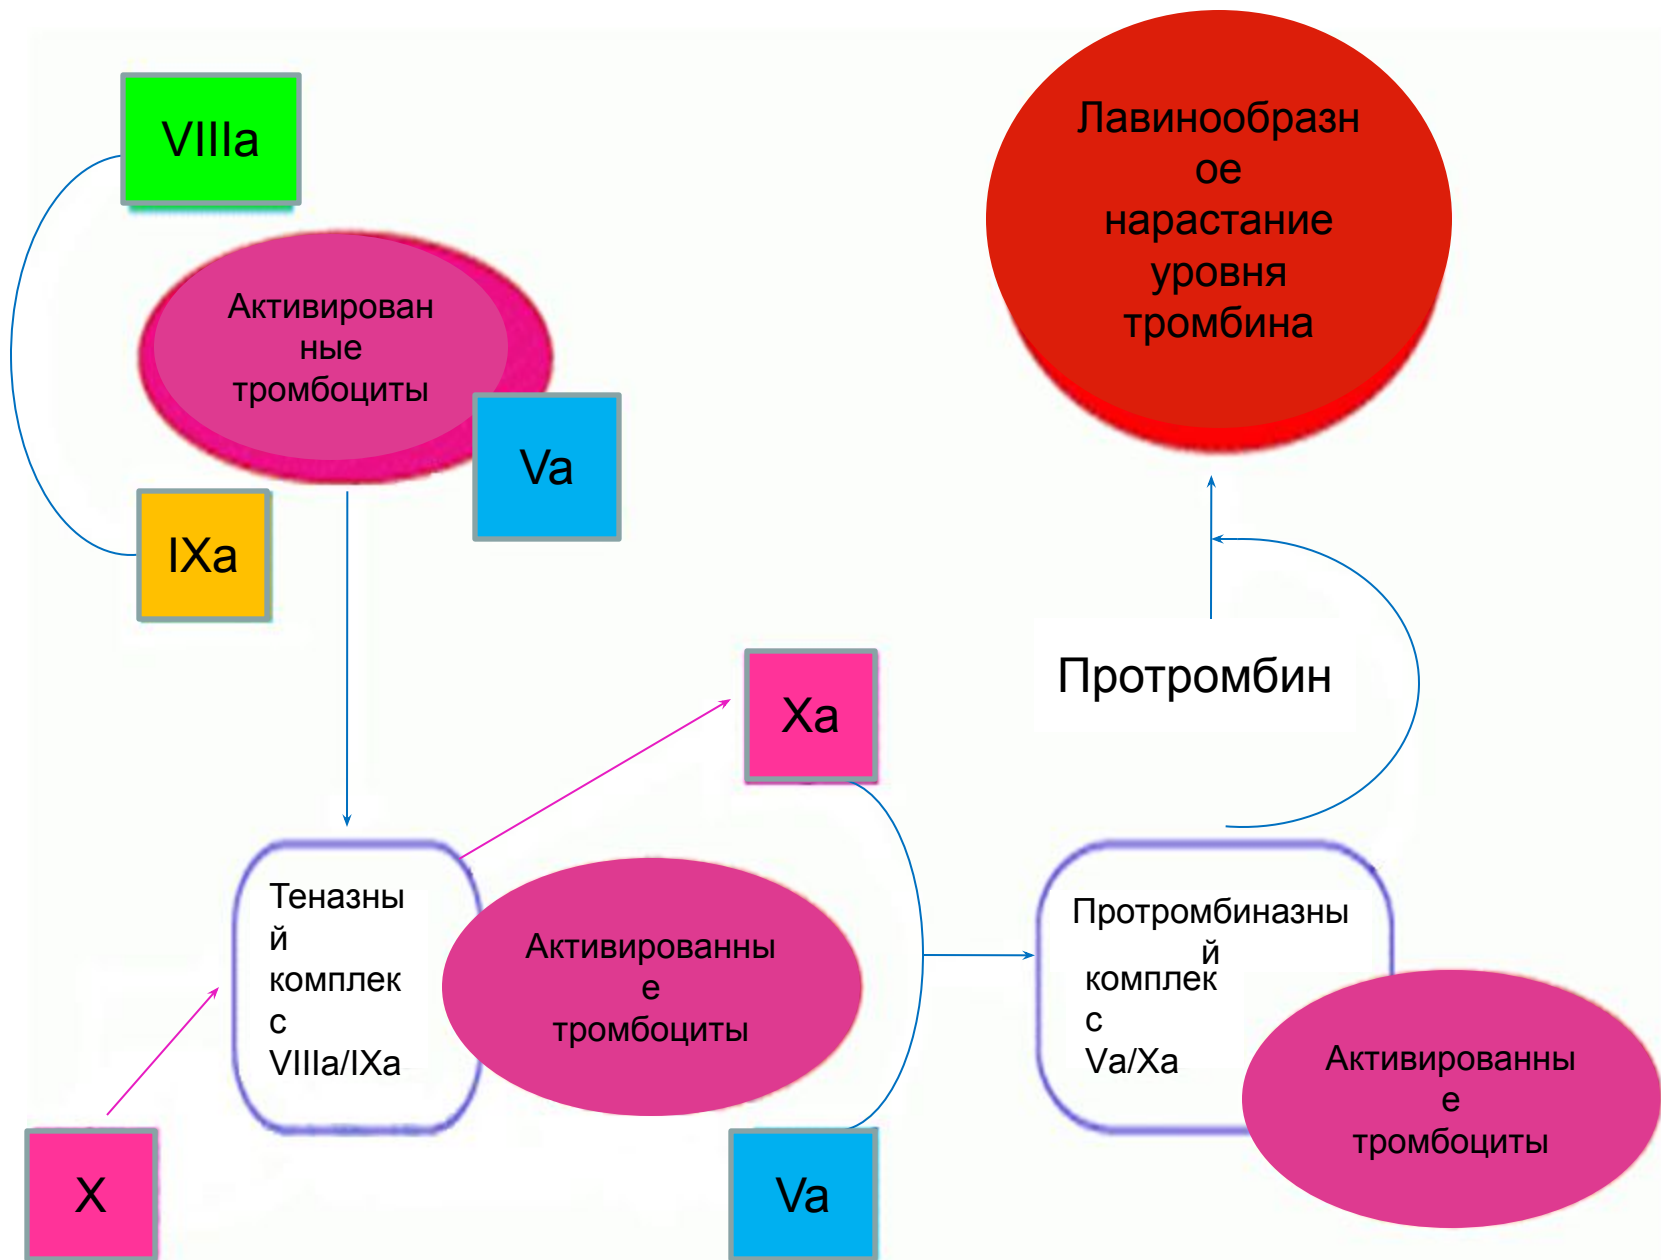 VIIIa
Активирован
ные
тромбоциты
Va
IXa
Лавинообразн
ое
нарастание
уровня
тромбина
Протромбин
Xa
Теназны
й
комплек
с
VIIIa/IXa
Активированны
е
тромбоциты
Протромбиназны
й
комплек
с
Va/Xa
Активированны
е
тромбоциты
X
Va